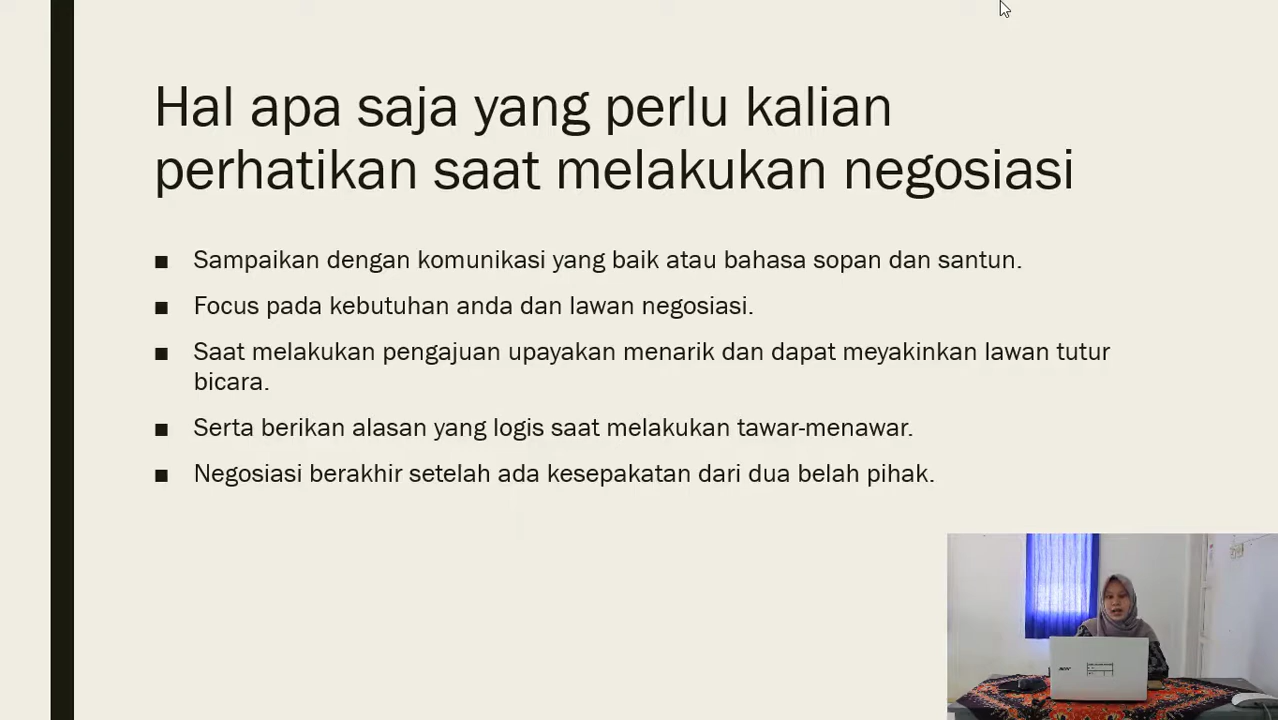 Hal apa saja yang perlu kalian
perhatikan saat melakukan negosiasi
■ Sampaikan dengan komunikasi yang baik atau bahasa sopan dan santun.
■ Focus pada kebutuhan anda dan lawan negosiasi.
■ Saat melakukan pengajuan upayakan menarik dan dapat meyakinkan lawan tutur
bicara.
■ Serta berikan alasan yang logis saat melakukan tawar-menawar.
■ Negosiasi berakhir setelah ada kesepakatan dari dua belah pihak.
acer